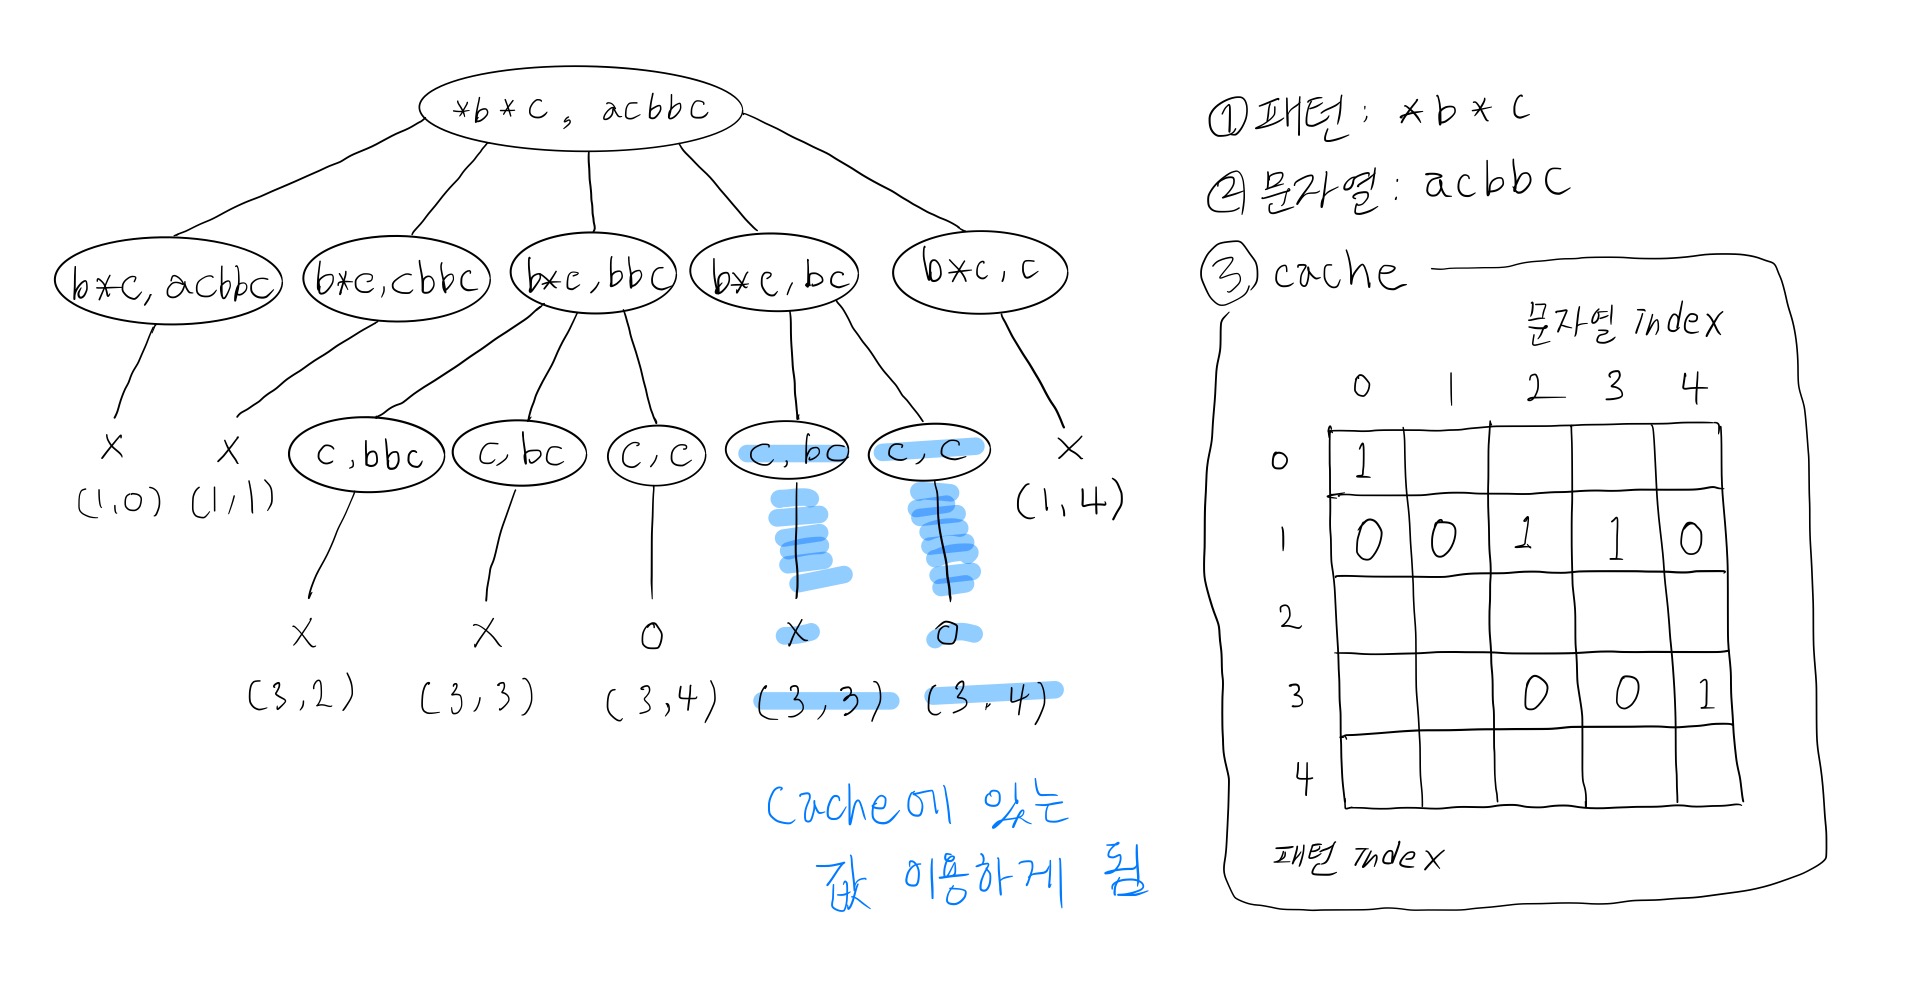 *b*c, acbbc
b*c, acbbc
b*c, cbbc
b*c, bbc
b*c, bc
b*c, c
X
(1,0)
X
(1,1)
c, bbc
c, bc
c, c
c, bc
c, c
X
(1,4)
X
(3,2)
X
(3,3)
O
(3,4)
X
(3,3)
O
(3,4)
Cache에 있는
값 이용하게 됨
① 패턴: *b*c
② 문자열: acbbc
③ cache
문자열 index
0 1 2 3 4
0 1
1 0 0 1 1 0
2
3 0 0 1
4
패턴 index